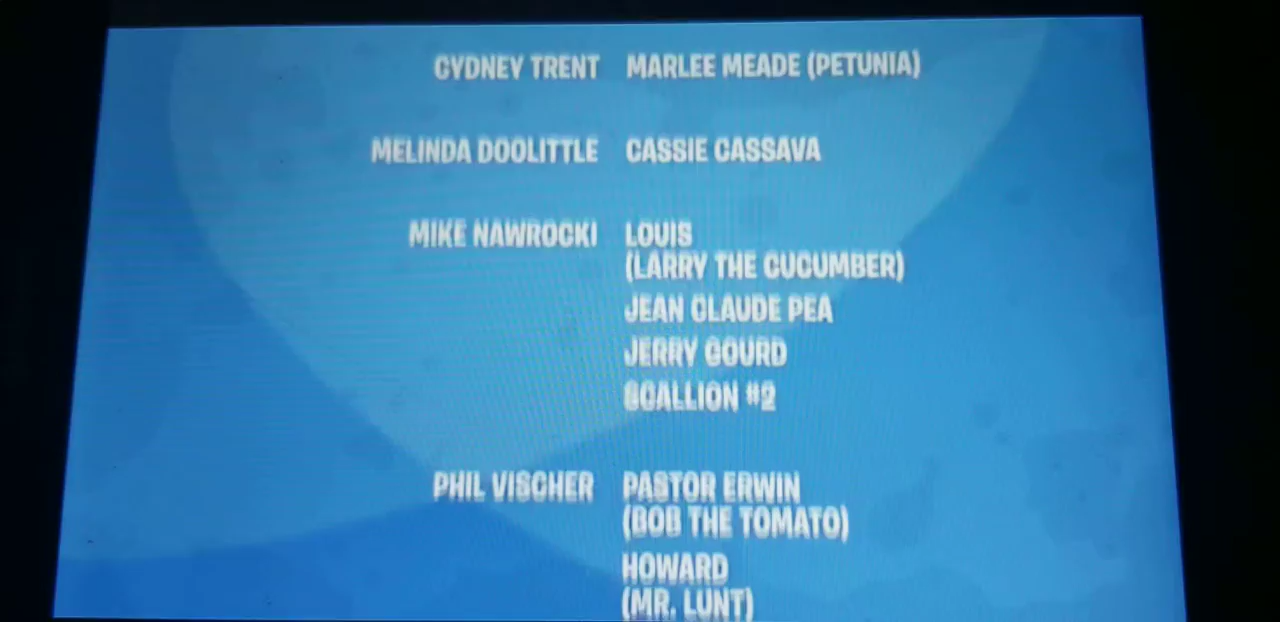 CYDNEY TRENT MARLEE MEADE (PETUNIA)
MELINDA DOOLITTLE CASSIE CASSAVA
MIKE NAWROCKI LOUIS
(LARRY THE CUCUMBER)
JEAN CLAUDE PEA
JERRY GOURD
SCALLION #2
PHIL VISCHER PASTOR ERWIN
(BOB THE TOMATO)
HOWARD
(MR. LUNT)